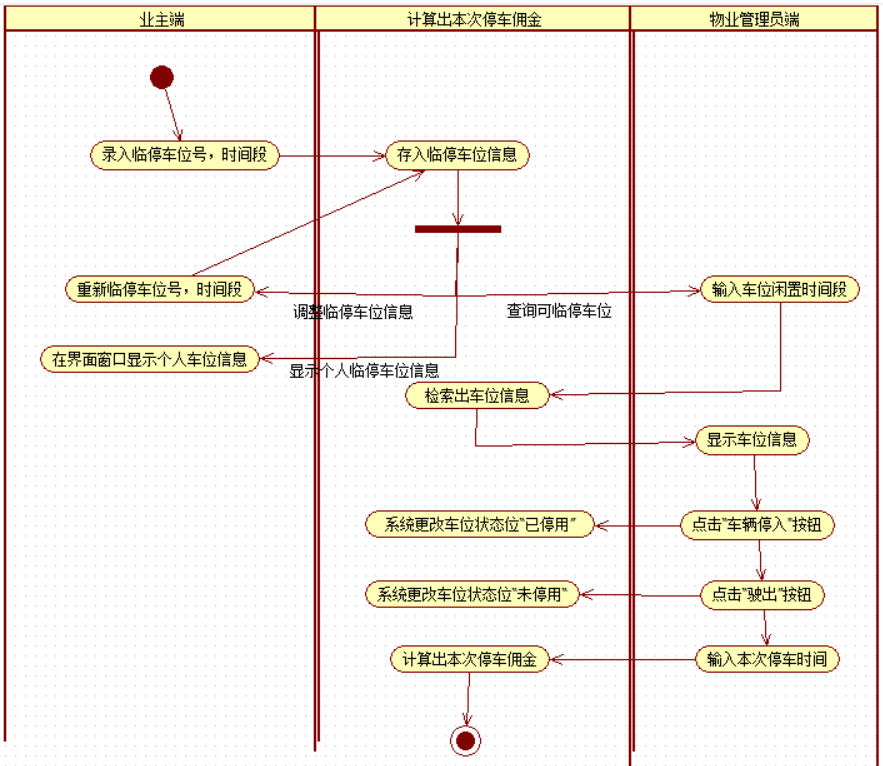 业主端
计算出本次停车佣金
物业管理员端
录入临停车位号，时间段
存入临停车位信息
重新临停车位号，时间段
输入车位闲置时间段
调整临停车位信息
查询可临停车位
在界面窗口显示个人车位信息
显示个人临停车位信息
检索出车位信息
显示车位信息
系统更改车位状态位"已停用"
点击"车辆停入"按钮
系统更改车位状态位"未停用"
点击"驶出"按钮
计算出本次停车佣金
输入本次停车时间